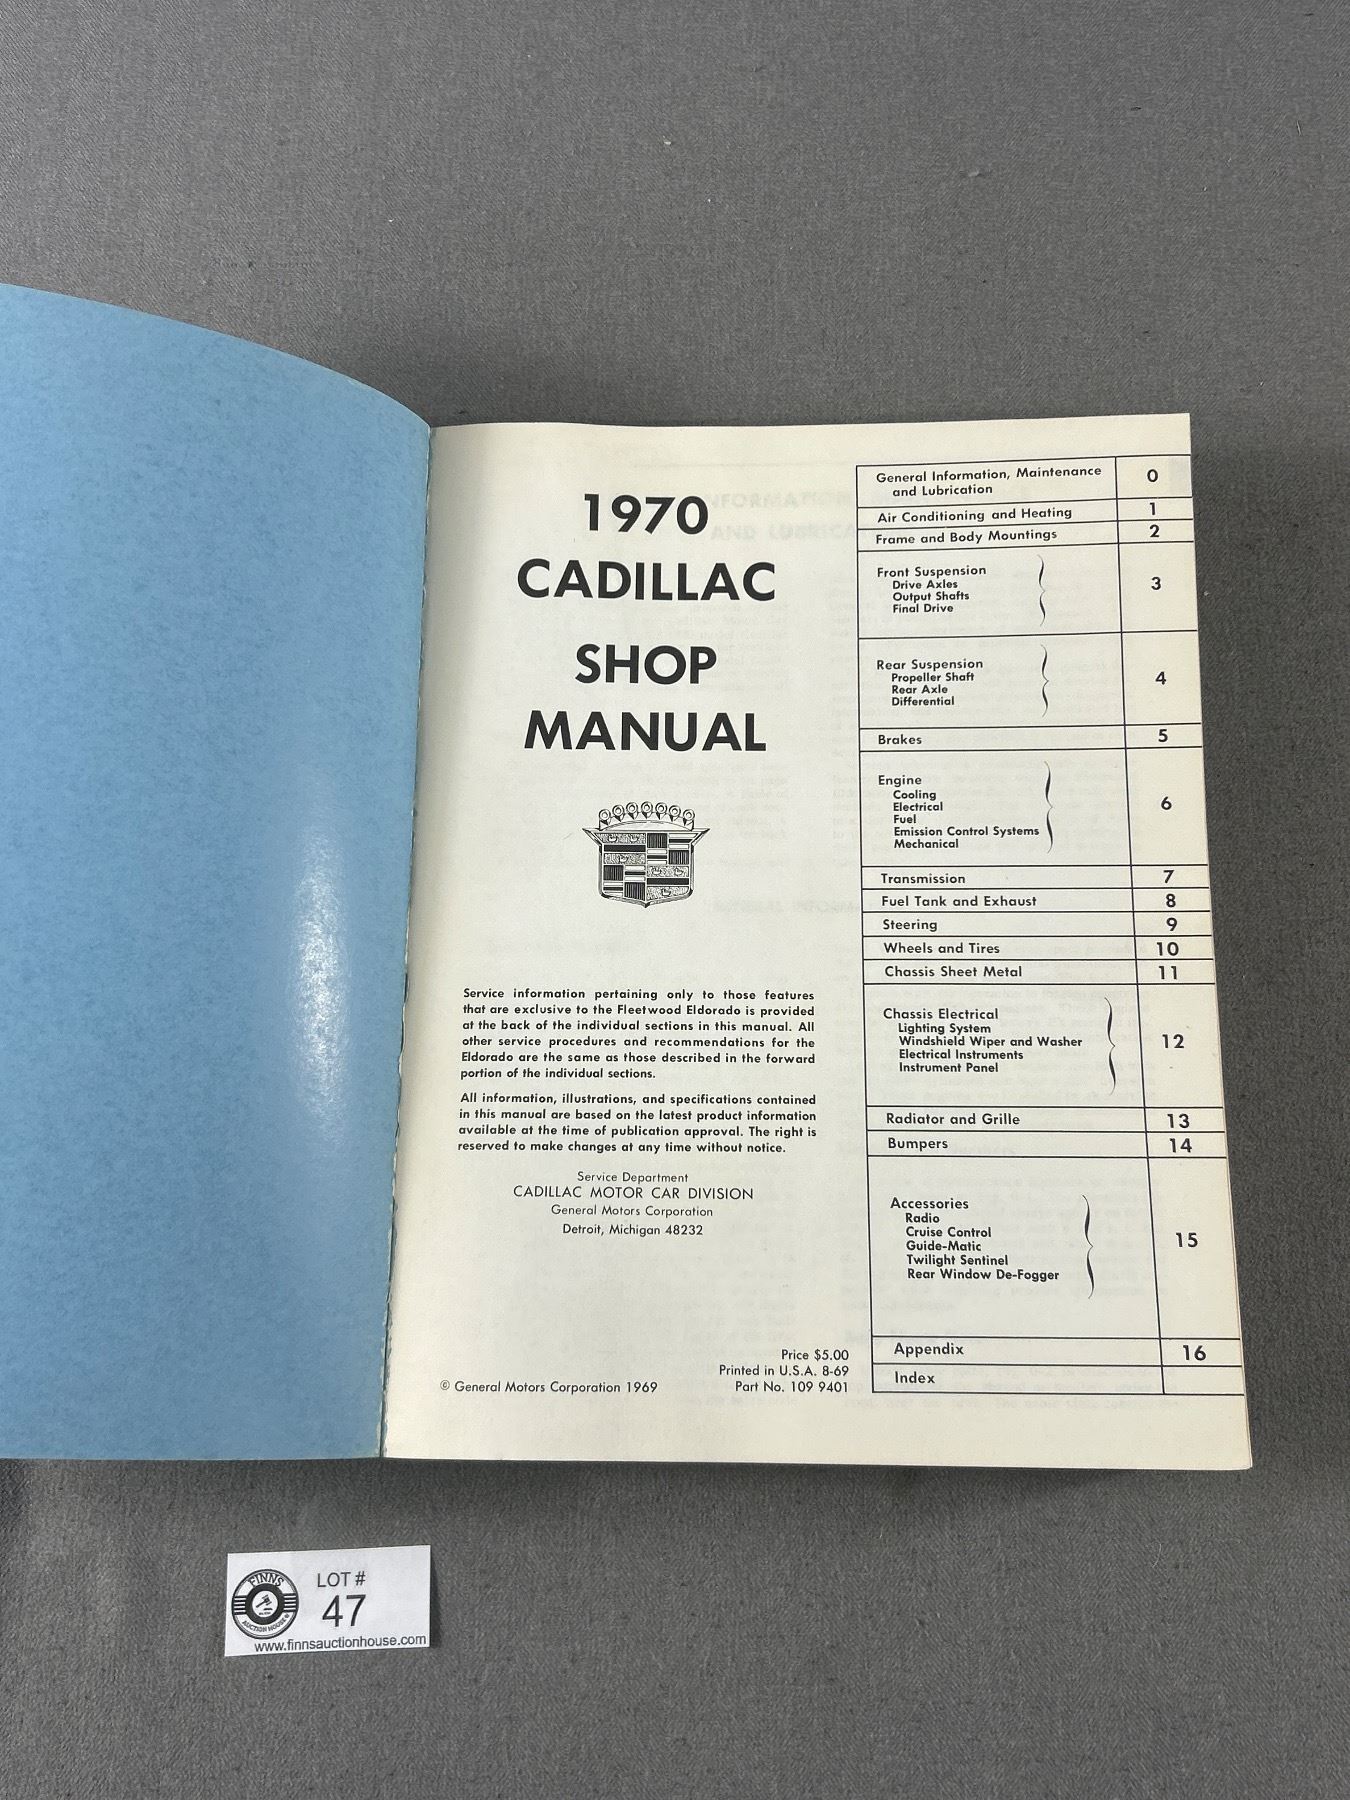 1970
CADILLAC
SHOP
MANUAL
Service information pertaining only to those features
that are exclusive to the Fleetwood Eldorado is provided
at the back of the individual sections in this manual. All
other service procedures and recommendations for the
Eldorado are the same as those described in the forward
portion of the individual sections.
All information, illustrations, and specifications contained
in this manual are based on the latest product information
available at the time of publication approval. The right is
reserved to make changes at any time without notice.
Service Department
CADILLAC MOTOR CAR DIVISION
General Motors Corporation
Detroit, Michigan 48232
Price $5.00
Printed in U.S.A. 8-69
© General Motors Corporation 1969 Part No. 109 9401
General Information, Maintenance
and Lubrication 0
Air Conditioning and Heating 1
Frame and Body Mountings 2
Front Suspension
Drive Axles
Output Shafts
Final Drive
3
Rear Suspension
Propeller Shaft
Rear Axle
Differential
4
Brakes 5
Engine
Cooling
Electrical
Fuel
Emission Control Systems
Mechanical
6
Transmission 7
Fuel Tank and Exhaust 8
Steering 9
Wheels and Tires 10
Chassis Sheet Metal 11
Chassis Electrical
Lighting System
Windshield Wiper and Washer
Electrical Instruments
Instrument Panel
12
Radiator and Grille 13
Bumpers 14
Accessories
Radio
Cruise Control
Guide-Matic
Twilight Sentinel
Rear Window De-Fogger
15
Appendix 16
Index
FINNS
AUCTION HOUSE
LOT #
47
www.finnsauctionhouse.com